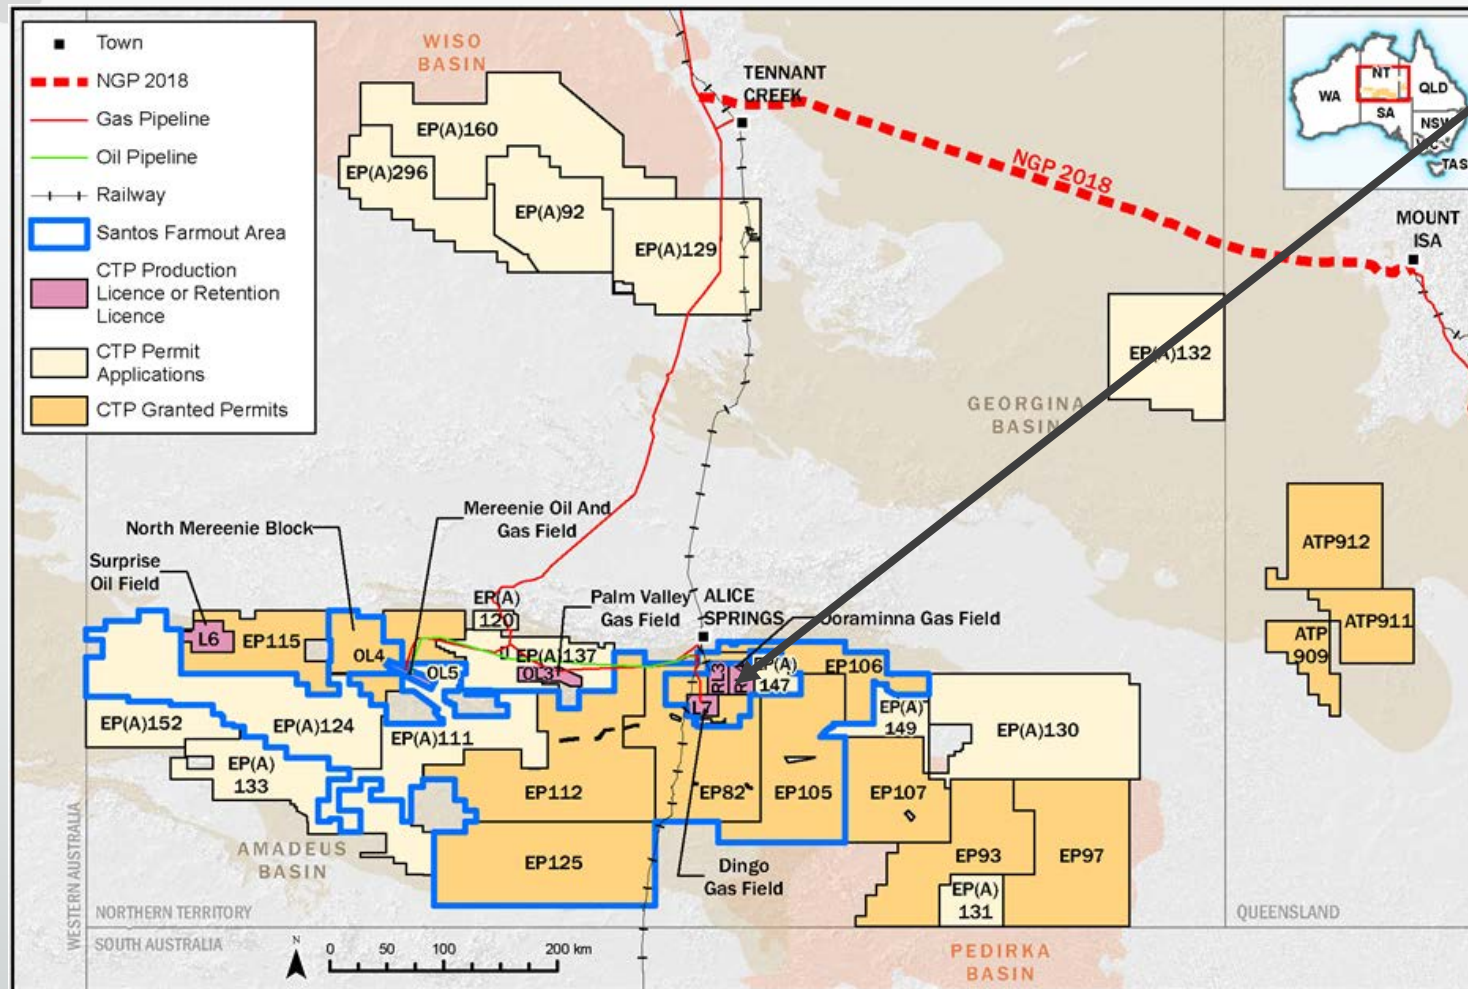 Town
NGP 2018
Gas Pipeline
Oil Pipeline
Railway
Santos Farmout Area
CTP Production
Licence or Retention
Licence
CTP Permit
Applications
CTP Granted Permits
WISO
BASIN
TENNANT
CREEK
NGP 2018
MOUNT
ISA
WA
NT
QLD
SA
NSW
TAS
EP(A)160
EP(A)296
EP(A)92
EP(A)129
EP(A)132
GEORGINA
BASIN
North Mereenie Block
Mereenie Oil And
Gas Field
Surprise
Oil Field
Palm Valley
Gas Field
ALICE
SPRINGS
Ooraminna Gas Field
ATP912
ATP911
ATP
909
EP(A)
120
L6
EP115
OL4
OL5
EP(A)137
OL3
RL3
EP(A)
147
EP106
L7
EP(A)152
EP(A)124
EP(A)111
EP(A)
149
EP(A)130
EP(A)
133
EP112
EP82
EP105
EP107
EP125
EP93
EP97
EP(A)
131
AMADEUS
BASIN
Dingo
Gas Field
WESTERN AUSTRALIA
NORTHERN TERRITORY
SOUTH AUSTRALIA
QUEENSLAND
PEDIRKA
BASIN
N
0 50 100 200 km